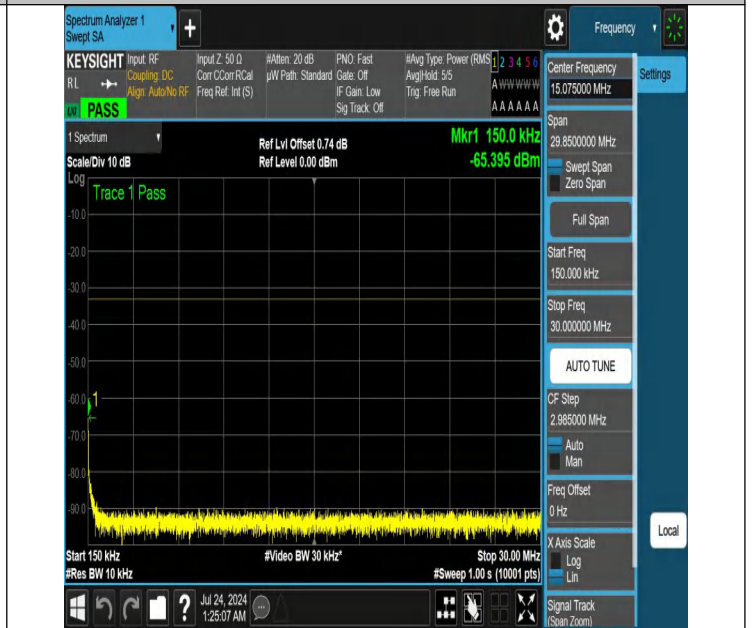 Spectrum Analyzer 1
Swept SA
+
Frequency
KEYSIGHT
RL
PASS
Input: RF
Coupling: DC
Align: Auto/No RF
Input Z: 50 Ω
Corr CCorr RCal
Freq Ref: Int (S)
#Atten: 20 dB
µW Path: Standard
PNO: Fast
Gate: Off
IF Gain: Low
Sig Track: Off
#Avg Type: Power (RMS
Avg|Hold: 5/5
Trig: Free Run
1 2 3 4 5 6
A W W W W W
A A A A A A
1 Spectrum
Scale/Div 10 dB
Ref Lvl Offset 0.74 dB
Ref Level 0.00 dBm
Mkr1 150.0 kHz
-65.395 dBm
Log
Trace 1 Pass
-10.0
-20.0
-30.0
-40.0
-50.0
-60.0
1
-70.0
-80.0
-90.0
Start 150 kHz
#Res BW 10 kHz
#Video BW 30 kHz*
Stop 30.00 MHz
#Sweep 1.00 s (10001 pts)
?
Jul 24, 2024
1:25:07 AM
Center Frequency
15.075000 MHz
Span
29.8500000 MHz
Swept Span
Zero Span
Full Span
Start Freq
150.000 kHz
Stop Freq
30.000000 MHz
AUTO TUNE
CF Step
2.985000 MHz
Auto
Man
Freq Offset
0 Hz
X Axis Scale
Log
Lin
Signal Track
(Span Zoom)
Settings
Local